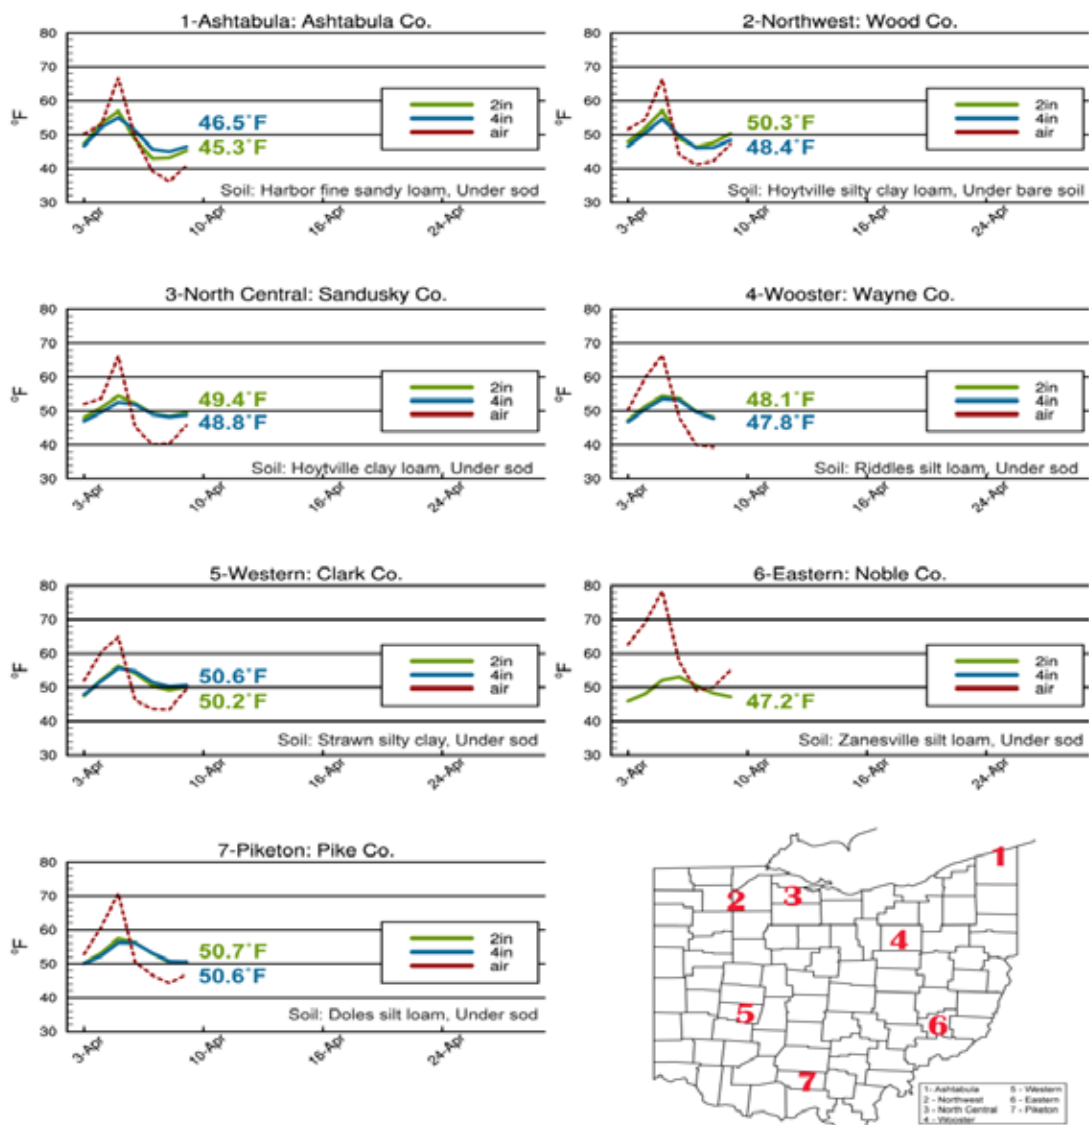 1-Ashtabula: Ashtabula Co.
80
70
60
50
40
30
°F
2in
4in
air
46.5°F
45.3°F
Soil: Harbor fine sandy loam, Under sod
3-Apr
10-Apr
16-Apr
24-Apr
2-Northwest: Wood Co.
80
70
60
50
40
30
°F
2in
4in
air
50.3°F
48.4°F
Soil: Hoytville silty clay loam, Under bare soil
3-Apr
10-Apr
16-Apr
24-Apr
3-North Central: Sandusky Co.
80
70
60
50
40
30
°F
2in
4in
air
49.4°F
48.8°F
Soil: Hoytville clay loam, Under sod
3-Apr
10-Apr
16-Apr
24-Apr
4-Wooster: Wayne Co.
80
70
60
50
40
30
°F
2in
4in
air
48.1°F
47.8°F
Soil: Riddles silt loam, Under sod
3-Apr
10-Apr
16-Apr
24-Apr
5-Western: Clark Co.
80
70
60
50
40
30
°F
2in
4in
air
50.6°F
50.2°F
Soil: Strawn silty clay, Under sod
3-Apr
10-Apr
16-Apr
24-Apr
6-Eastern: Noble Co.
80
70
60
50
40
30
°F
2in
4in
air
47.2°F
Soil: Zanesville silt loam, Under sod
3-Apr
10-Apr
16-Apr
24-Apr
7-Piketon: Pike Co.
80
70
60
50
40
30
°F
2in
4in
air
50.7°F
50.6°F
Soil: Doles silt loam, Under sod
3-Apr
10-Apr
16-Apr
24-Apr
1
2
3
4
5
6
7
1- Ashtabula 5 - Western
2 - Northwest 6 - Eastern
3 - North Central 7 - Piketon
4 - Wooster